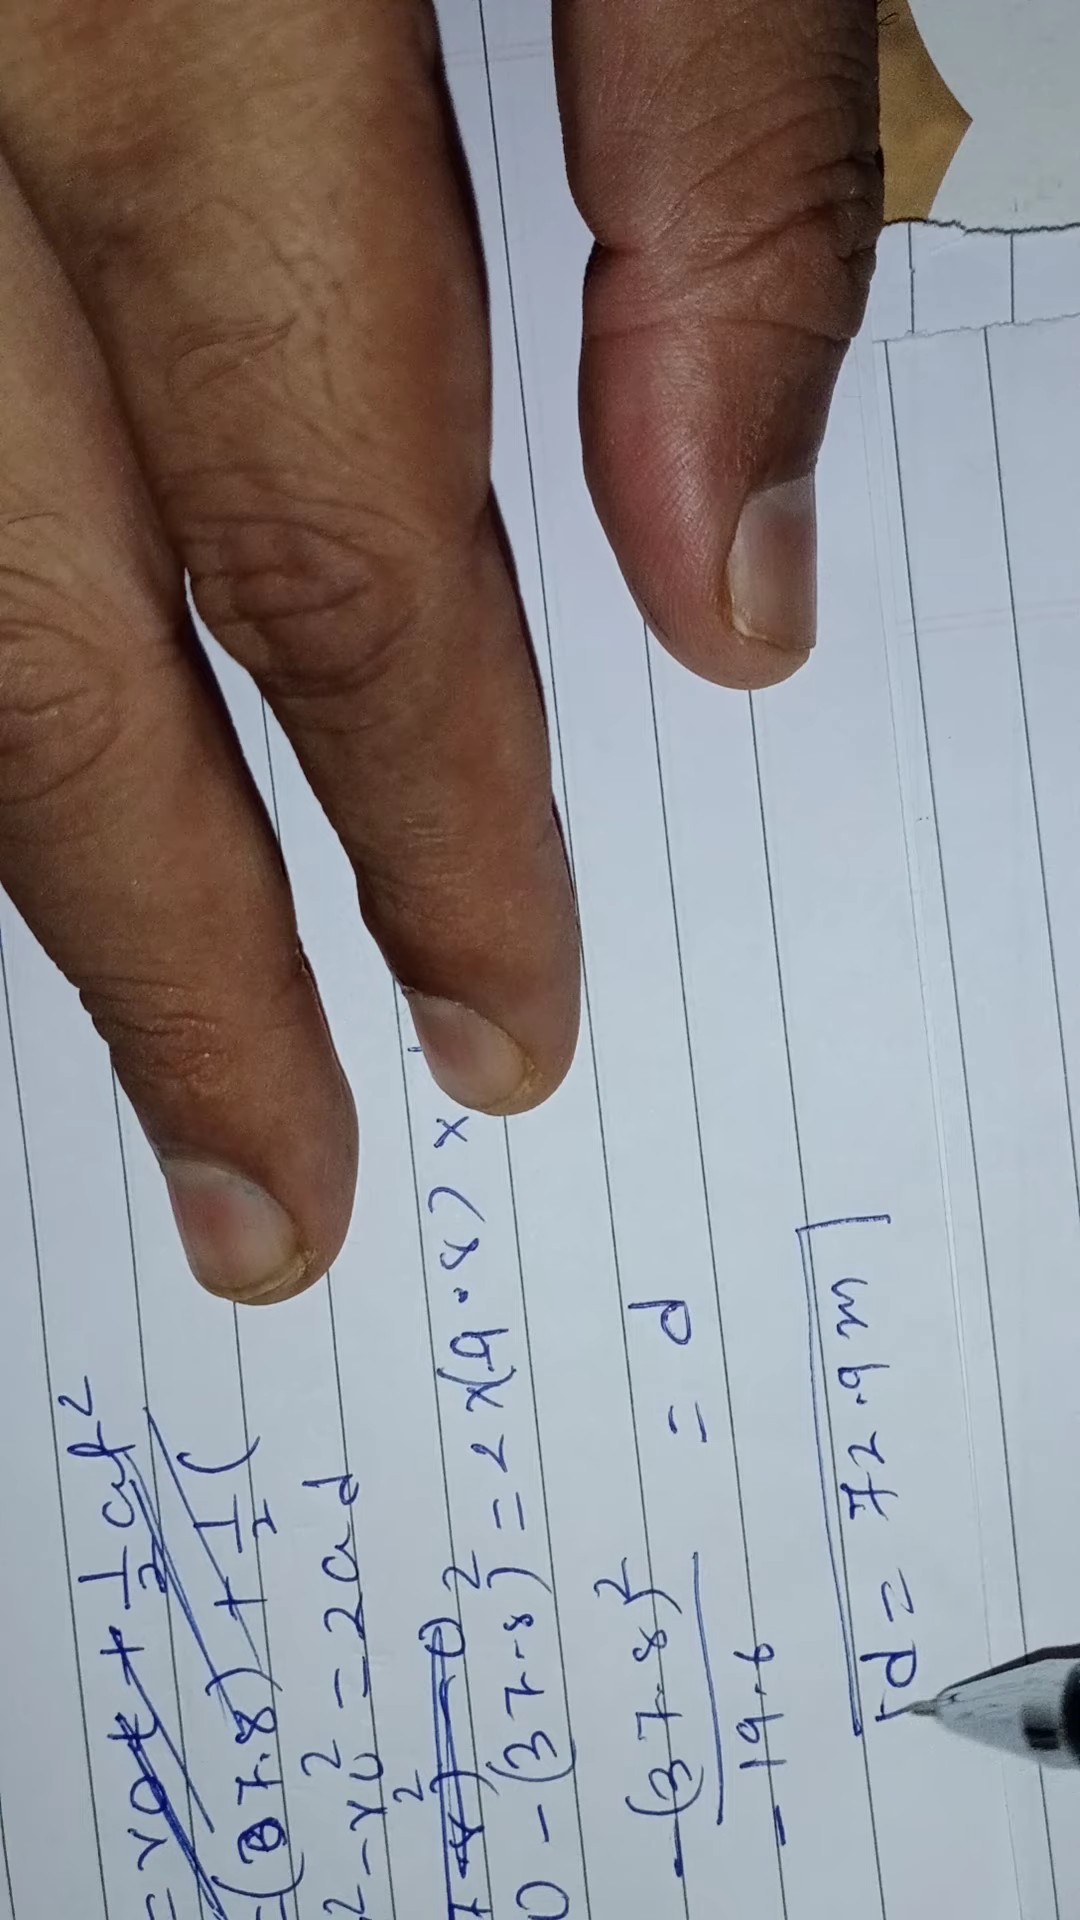 = v₀t + 1/2 at²
= (37.8) + 1/2 (
² - v₀² = 2ad
0 - (37.8)² = 2 x (9.8) x
-(37.8)² / -19.6 = d
d = 72.9 m